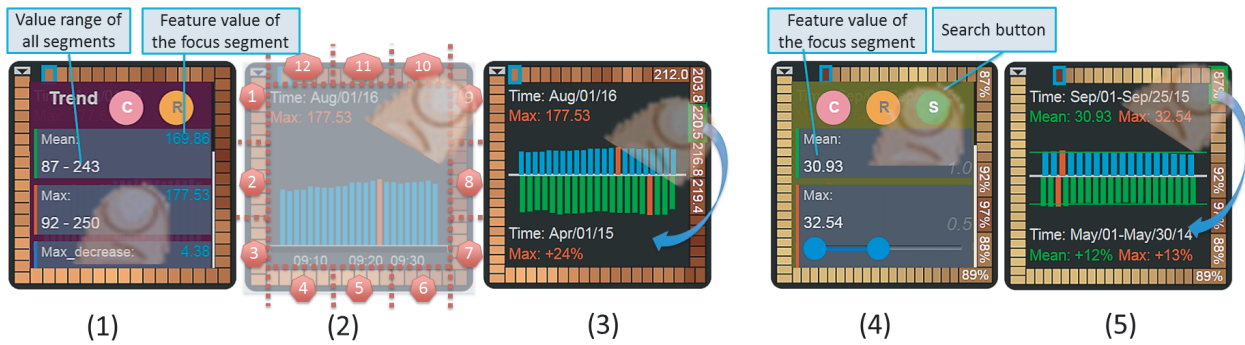 Value range of
all segments
Feature value of
the focus segment
Trend
C
R
Mean:
169.86
87 - 243
Max:
177.53
92 - 250
Max_decrease:
4.38
(1)
12
11
10
1
9
Time: Aug/01/16
Max: 177.53
2
8
3
7
09:10
09:20
09:30
4
5
6
(2)
212.0
203.8
220.5
216.8
219.4
Time: Aug/01/16
Max: 177.53
Time: Apr/01/15
Max: +24%
(3)
Feature value of
the focus segment
Search button
C
R
S
87%
Mean:
30.93
1.0
92%
Max:
97%
32.54
0.5
88%
89%
(4)
87%
Time: Sep/01-Sep/25/15
Mean: 30.93 Max: 32.54
92%
88%
Time: May/01-May/30/14
Mean: +12% Max: +13%
89%
(5)